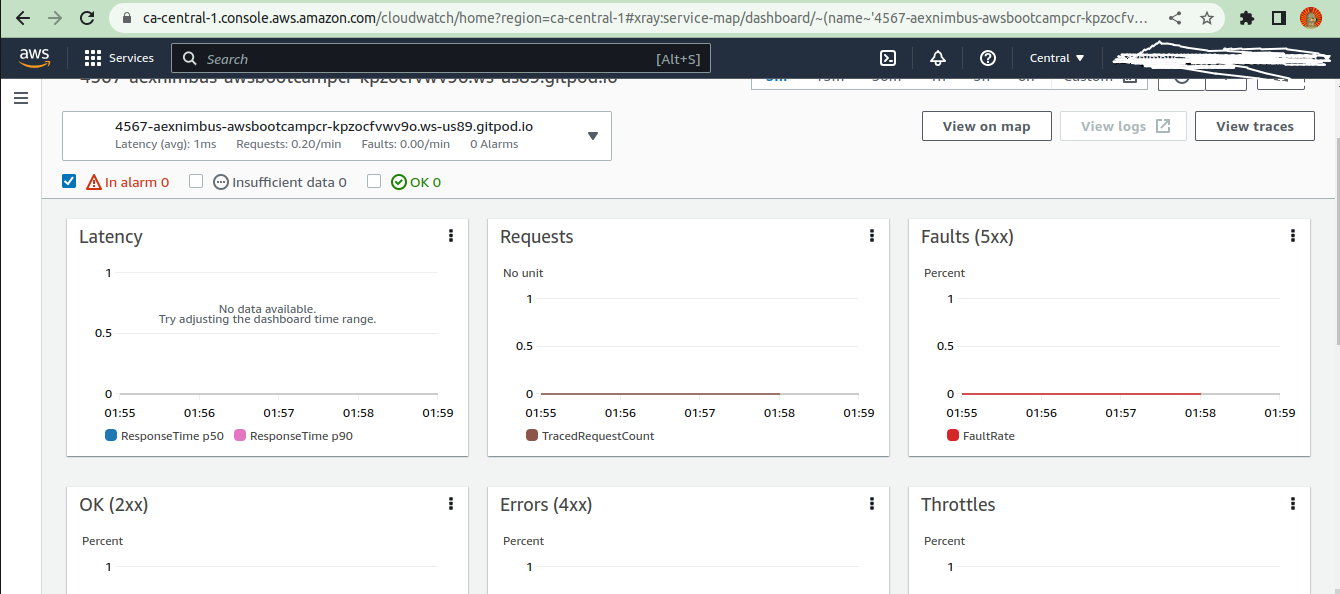 ca-central-1.console.aws.amazon.com/cloudwatch/home?region=ca-central-1#xray:service-map/dashboard/~(name~'4567-aexnimbus-awsbootcampcr-kpzocfv...
aws Services Search [Alt+S] Central
4567-aexnimbus-awsbootcampcr-kpzocfvwv9o.ws-us89.gitpod.io
4567-aexnimbus-awsbootcampcr-kpzocfvwv9o.ws-us89.gitpod.io
Latency (avg): 1ms Requests: 0.20/min Faults: 0.00/min 0 Alarms
View on map View logs View traces
In alarm 0 Insufficient data 0 OK 0
Latency
1
No data available.
Try adjusting the dashboard time range.
0.5
0
01:55 01:56 01:57 01:58 01:59
ResponseTime p50 ResponseTime p90
Requests
No unit
1
0.5
0
01:55 01:56 01:57 01:58 01:59
TracedRequestCount
Faults (5xx)
Percent
1
0.5
0
01:55 01:56 01:57 01:58 01:59
FaultRate
OK (2xx)
Percent
1
Errors (4xx)
Percent
1
Throttles
Percent
1